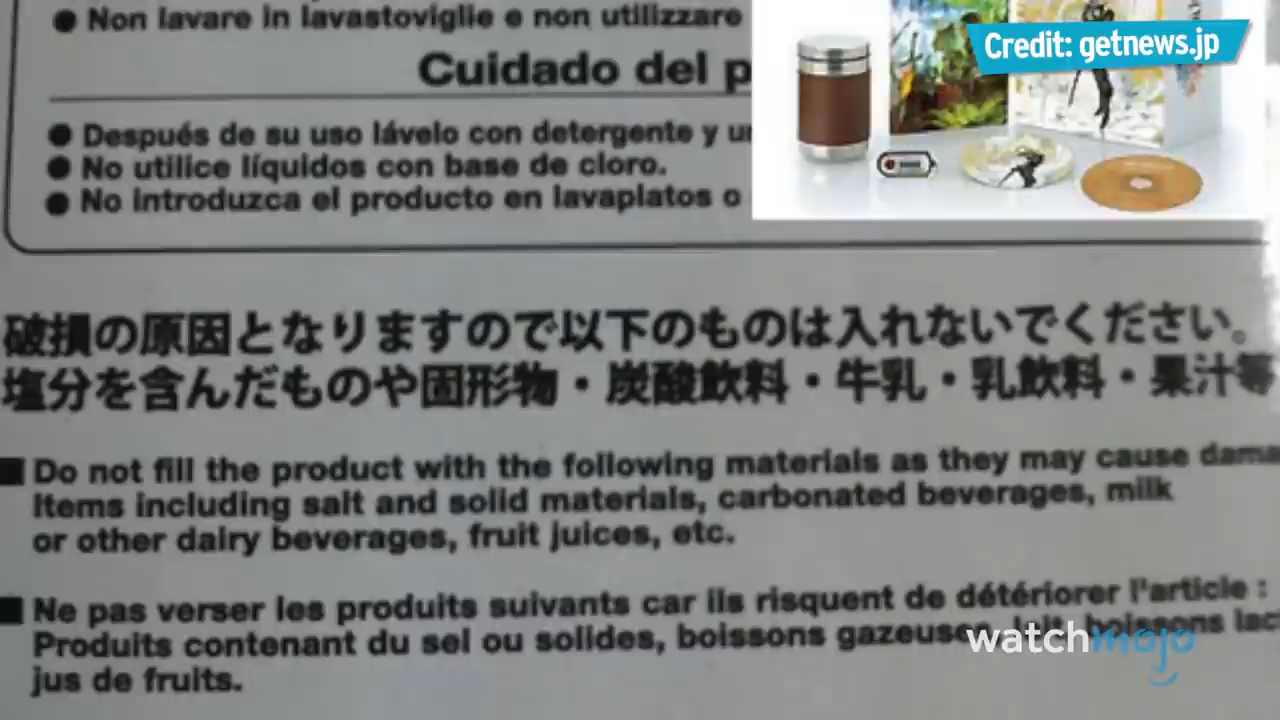 Non lavare in lavastoviglie e non utilizzare
Cuidado del p
Después de su uso lávelo con detergente y
No utilice líquidos con base de cloro.
No introduzca el producto en lavaplatos o
Credit: getnews.jp
破損の原因となりますので以下のものは入れないでください。
塩分を含んだものや固形物・炭酸飲料・牛乳・乳飲料・果汁等
Do not fill the product with the following materials as they may cause dama
Items including salt and solid materials, carbonated beverages, milk
or other dairy beverages, fruit juices, etc.
Ne pas verser les produits suivants car ils risquent de détériorer l'article :
Produits contenant du sel ou solides, boissons gazeuses, lait, boissons lac
jus de fruits.
watchmojo